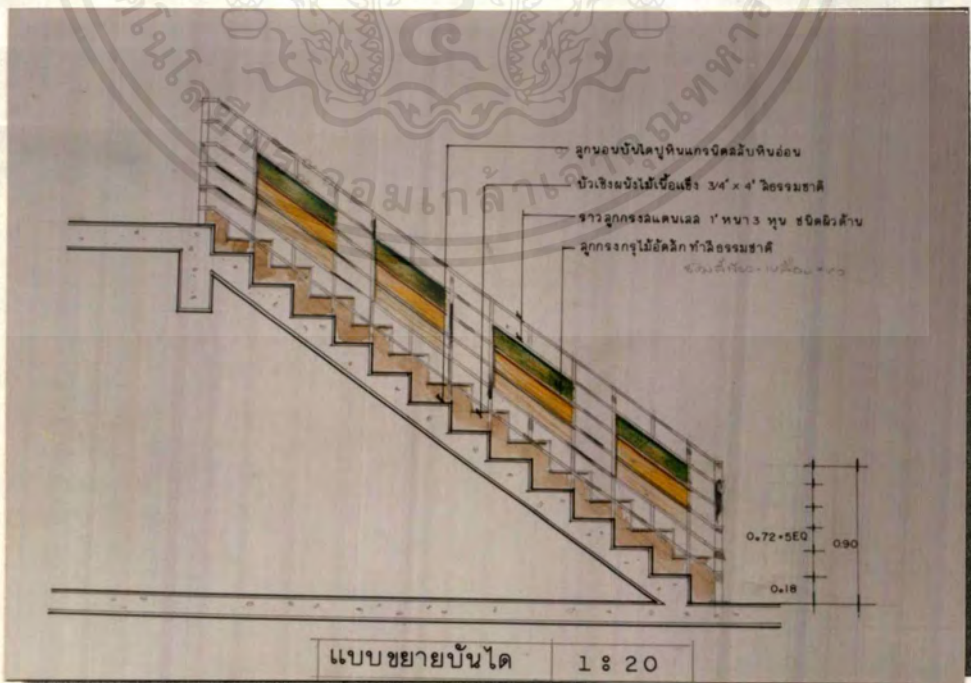 ลูกนอนบันไดปูหินแกรนิตสลับหินอ่อน
บัวเชิงผนังไม้เนื้อแข็ง 3/4" x 4" สีธรรมชาติ
ราวลูกกรงสแตนเลส 1" หนา 3 หุน ชนิดผิวด้าน
ลูกกรงกรุไม้อัดสัก ทำสีธรรมชาติ
0.72=5EQ
0.90
0.18
แบบขยายบันได 1:20